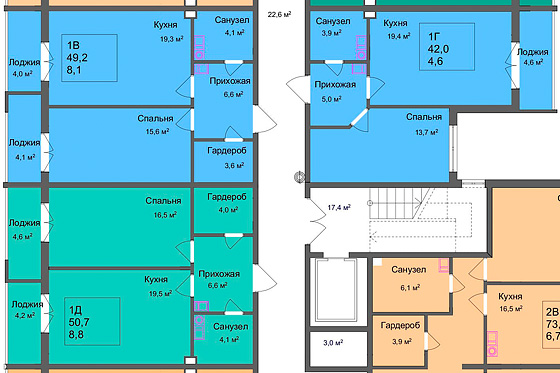 Кухня
19,3 м²
Санузел
4,1 м²
22,6 м²
1В
49,2
8,1
Лоджия
4,0 м²
Прихожая
6,6 м²
Спальня
15,6 м²
Лоджия
4,1 м²
Гардероб
3,6 м²
Санузел
3,9 м²
Кухня
19,4 м²
1Г
42,0
4,6
Лоджия
4,6 м²
Прихожая
5,0 м²
Спальня
13,7 м²
Лоджия
4,6 м²
Спальня
16,5 м²
Гардероб
4,0 м²
17,4 м²
Лоджия
4,2 м²
Кухня
19,5 м²
Прихожая
6,6 м²
1Д
50,7
8,8
Санузел
4,1 м²
Санузел
6,1 м²
3,0 м²
Гардероб
3,9 м²
Кухня
16,5 м²
2В
73,
6,7